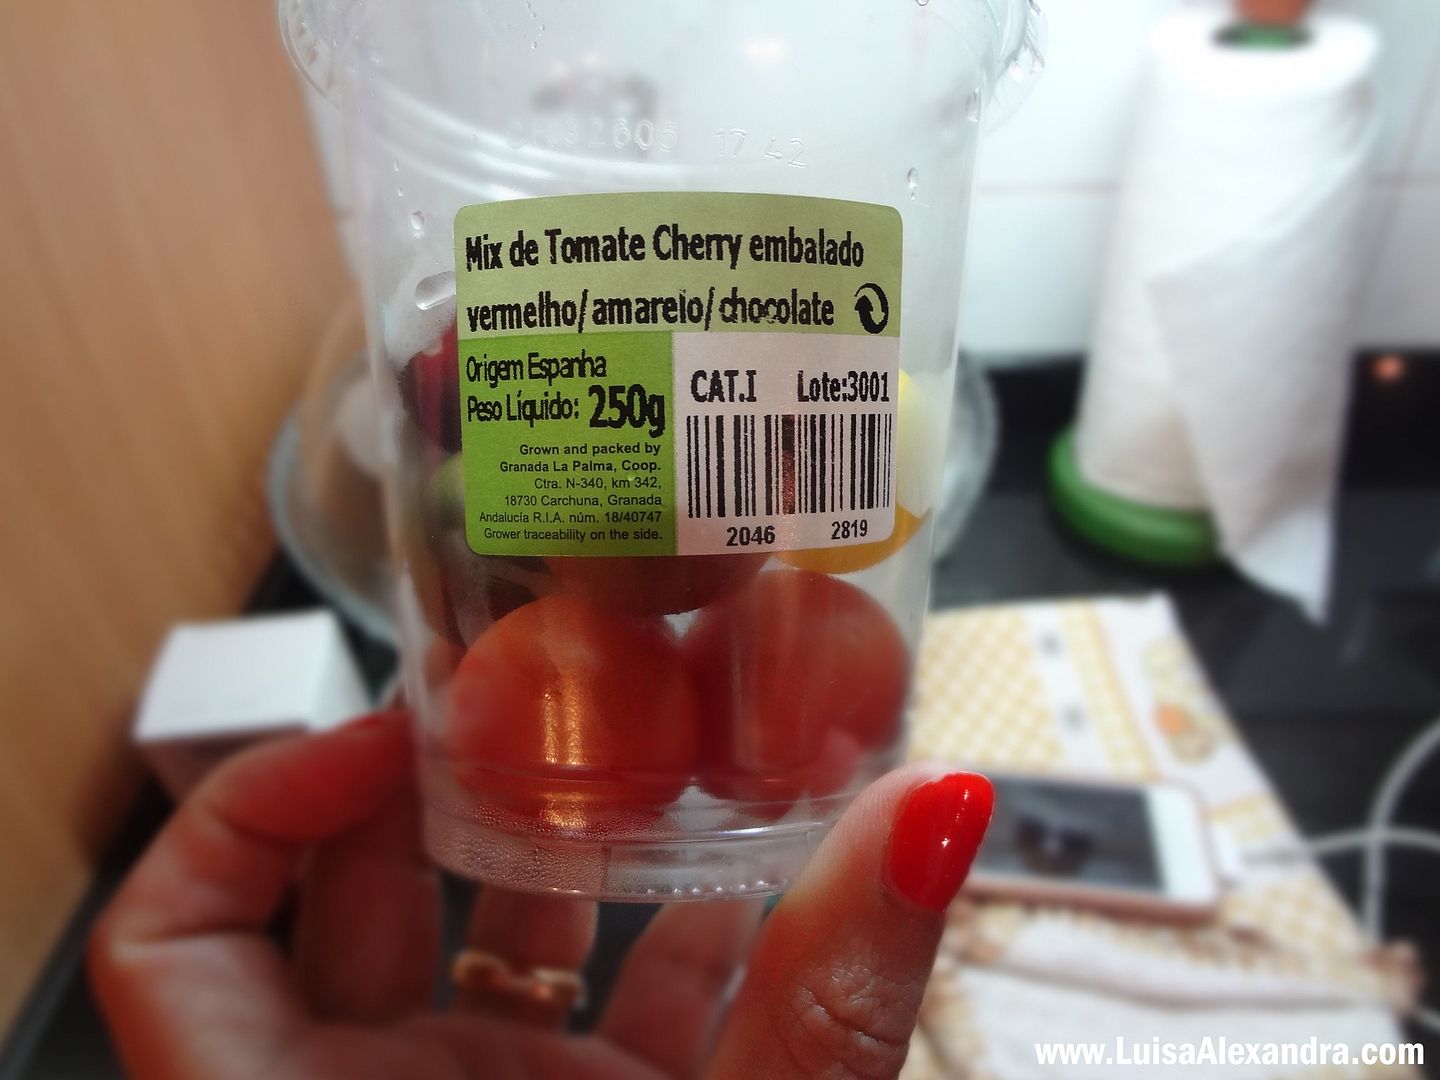 CR82605 17 42
Mix de Tomate Cherry embalado
vermelho/amarelo/chocolate
Origem Espanha
Peso Líquido: 250g
Grown and packed by
Granada La Palma, Coop.
Ctra. N-340, km 342,
18730 Carchuna, Granada
Andalucía R.I.A. núm. 18/40747
Grower traceability on the side.
CAT.I Lote:3001
2046 2819
www.LuisaAlexandra.com